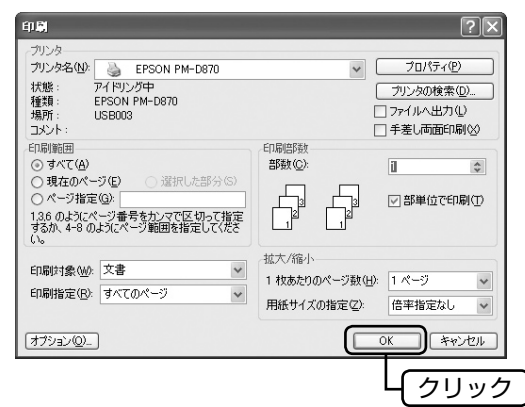 印刷
プリンタ
プリンタ名(N): EPSON PM-D870 プロパティ(P)
状態: アイドリング中 プリンタの検索(D)...
種類: EPSON PM-D870
場所: USB003 ファイルへ出力(L)
コメント: 手差し両面印刷(X)
印刷範囲
すべて(A)
現在のページ(E) 選択した部分(S)
ページ指定(G):
1,3,6 のようにページ番号をカンマで区切って指定
するか、4-8 のようにページ範囲を指定してくださ
い。
印刷部数
部数(C): 1
部単位で印刷(T)
1 2 3 1 2 3
印刷対象(W): 文書
印刷指定(R): すべてのページ
拡大/縮小
1 枚あたりのページ数(H): 1 ページ
用紙サイズの指定(Z): 倍率指定なし
オプション(O)... OK キャンセル
クリック